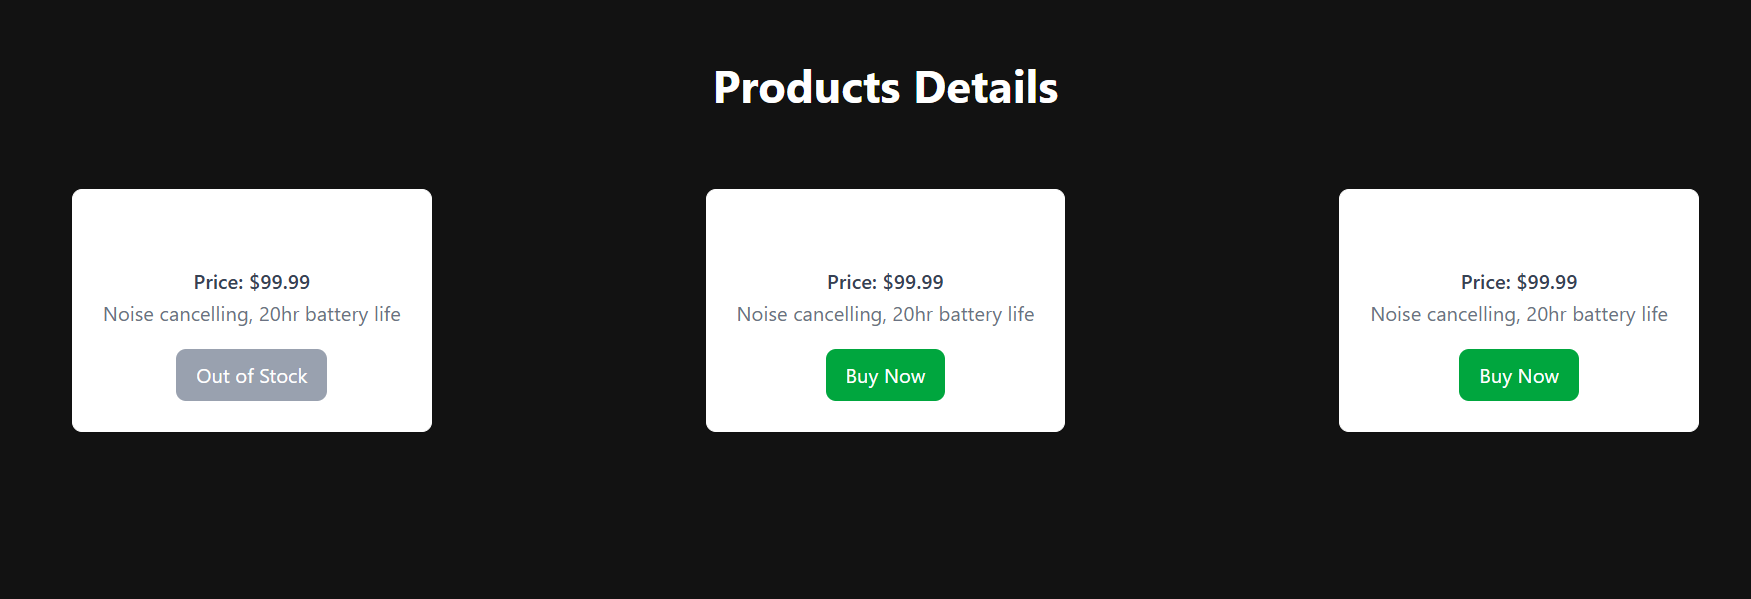 Products Details
Price: $99.99
Noise cancelling, 20hr battery life
Out of Stock
Price: $99.99
Noise cancelling, 20hr battery life
Buy Now
Price: $99.99
Noise cancelling, 20hr battery life
Buy Now